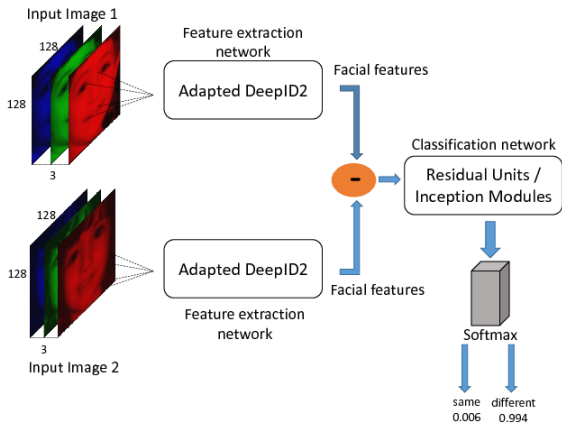 Input Image 1
128
128
3
Feature extraction
network
Adapted DeepID2
Facial features
-
Classification network
Residual Units /
Inception Modules
128
128
3
Input Image 2
Adapted DeepID2
Feature extraction
network
Facial features
Softmax
same
0.006
different
0.994